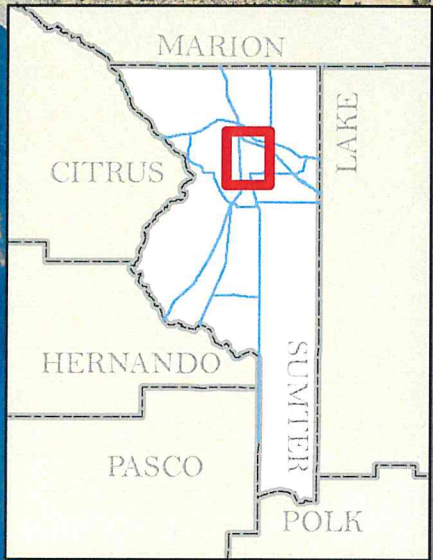 MARION
LAKE
CITRUS
HERNANDO
SUMTER
PASCO
POLK